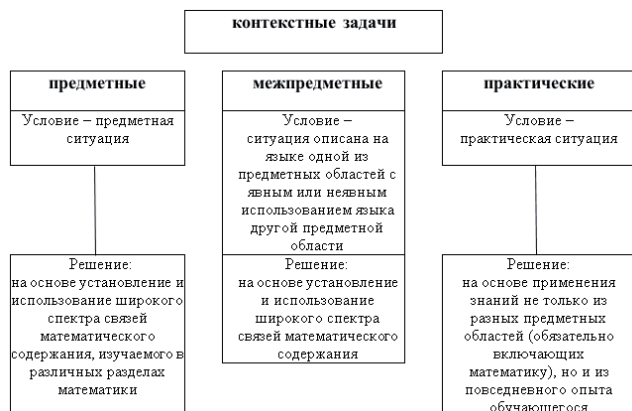 контекстные задачи
предметные
Условие – предметная
ситуация
Решение:
на основе установление и
использование широкого
спектра связей
математического
содержания, изучаемого в
различных разделах
математики
межпредметные
Условие –
ситуация описана на
языке одной из
предметных областей с
явным или неявным
использованием языка
другой предметной
области
Решение:
на основе установление
и использование
широкого спектра
связей математического
содержания
практические
Условие –
практическая ситуация
Решение:
на основе применения
знаний не только из
разных предметных
областей (обязательно
включающих
математику), но и из
повседневного опыта
обучающегося